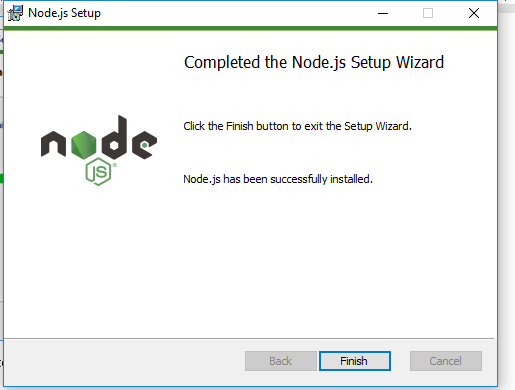 Node.js Setup
Completed the Node.js Setup Wizard
node
JS
Click the Finish button to exit the Setup Wizard.
Node.js has been successfully installed.
Back
Finish
Cancel